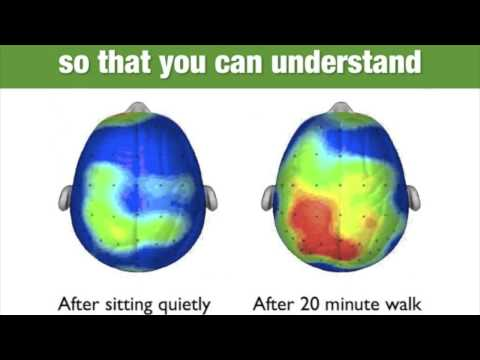 so that you can understand
After sitting quietly
After 20 minute walk